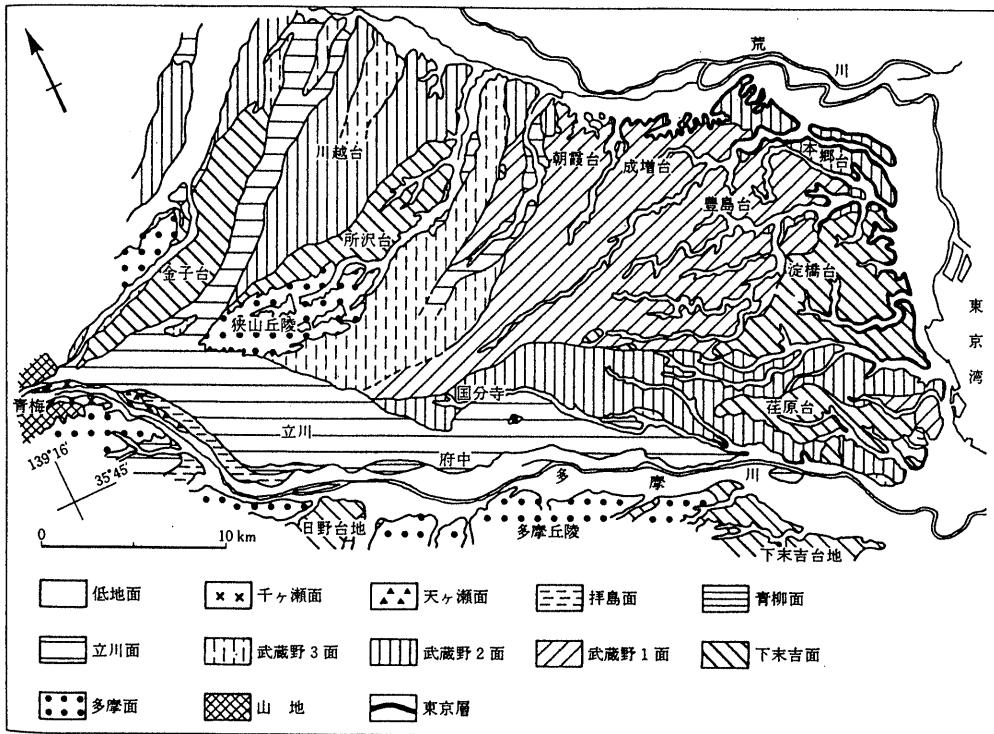 荒川
川越台
朝霞台
成増台
本郷台
豊島台
所沢台
金子台
淀橋台
狭山丘陵
東京湾
国分寺
荏原台
青梅
立川
139°16'
35°45'
府中
多摩川
日野台地
多摩丘陵
下末吉台地
0 10 km
低地面 千ヶ瀬面 天ヶ瀬面 拝島面 青柳面
立川面 武蔵野3面 武蔵野2面 武蔵野1面 下末吉面
多摩面 山地 東京層